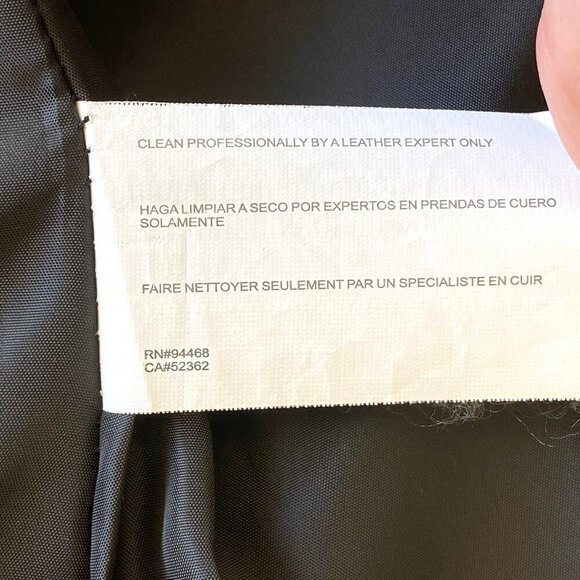 CLEAN PROFESSIONALLY BY A LEATHER EXPERT ONLY
HAGA LIMPIAR A SECO POR EXPERTOS EN PRENDAS DE CUERO
SOLAMENTE
FAIRE NETTOYER SEULEMENT PAR UN SPECIALISTE EN CUIR
RN#94468
CA#52362